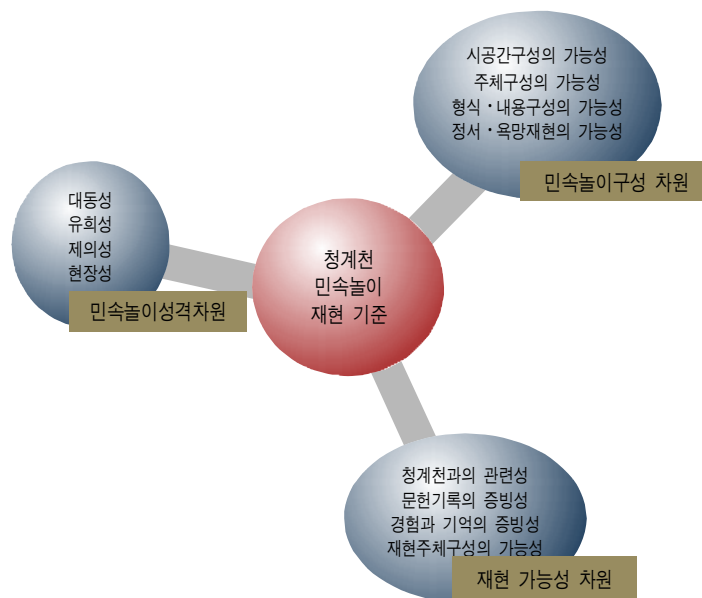 시공간구성의 가능성
주체구성의 가능성
형식·내용구성의 가능성
정서·욕망재현의 가능성
민속놀이구성 차원
대동성
유희성
제의성
현장성
민속놀이성격차원
청계천
민속놀이
재현 기준
청계천과의 관련성
문헌기록의 증빙성
경험과 기억의 증빙성
재현주체구성의 가능성
재현 가능성 차원